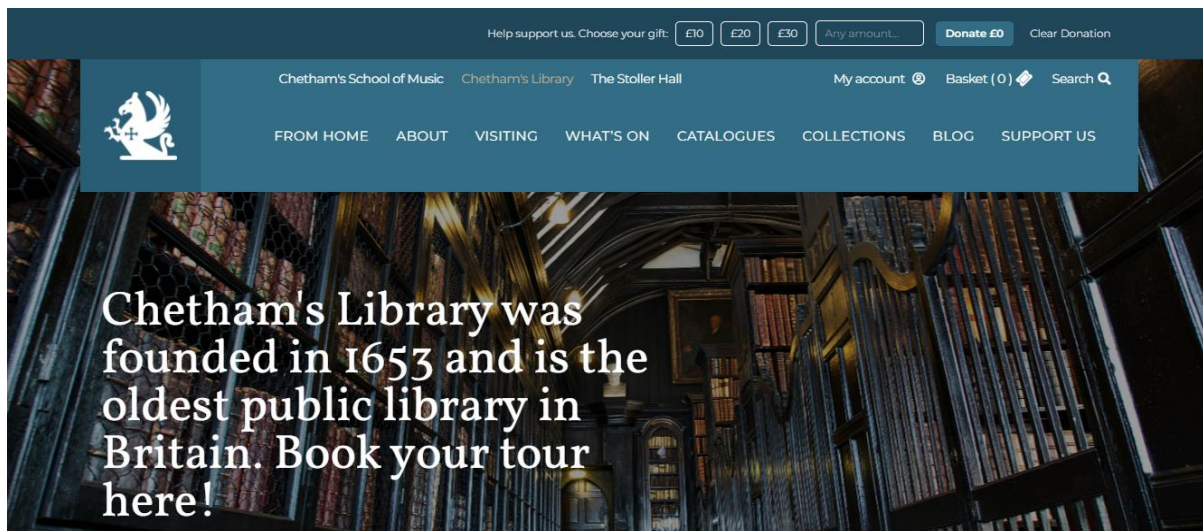 Help support us. Choose your gift: £10 £20 £30 Any amount... Donate £0 Clear Donation
Chetham's School of Music Chetham's Library The Stoller Hall My account Basket ( 0 ) Search
FROM HOME ABOUT VISITING WHAT'S ON CATALOGUES COLLECTIONS BLOG SUPPORT US
Chetham's Library was
founded in 1653 and is the
oldest public library in
Britain. Book your tour
here!